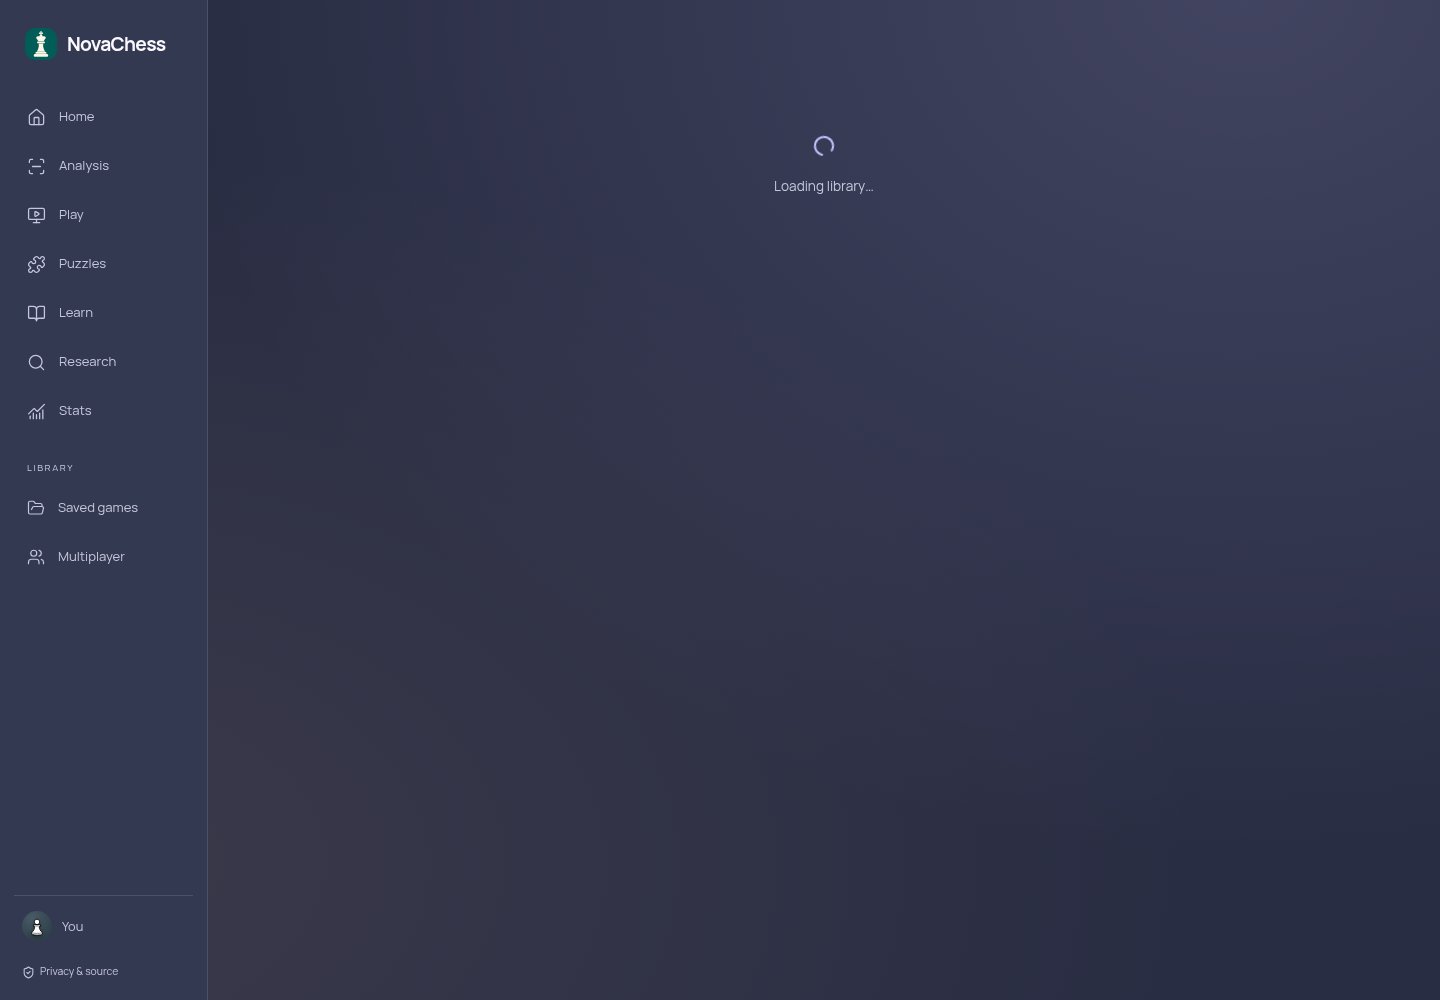 NovaChess
Home
Analysis
Play
Puzzles
Learn
Research
Stats
LIBRARY
Saved games
Multiplayer
You
Privacy & source
Loading library…